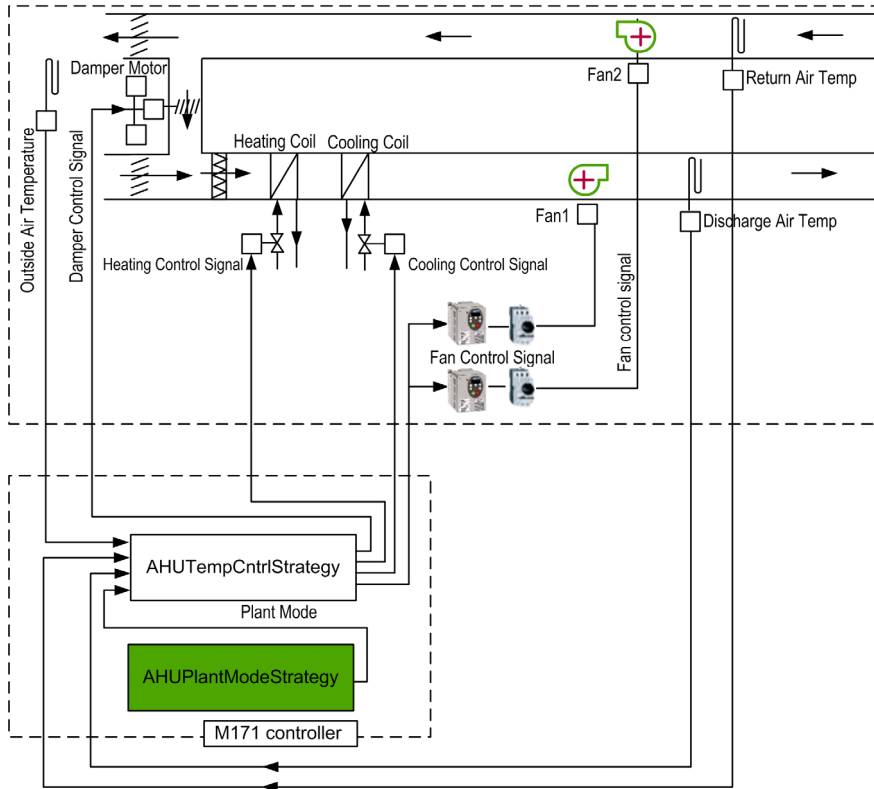 Damper Motor
Fan2
Return Air Temp
Outside Air Temperature
Damper Control Signal
Heating Coil
Cooling Coil
Fan1
Discharge Air Temp
Heating Control Signal
Cooling Control Signal
Fan control signal
Fan Control Signal
AHUTempCntrlStrategy
Plant Mode
AHUPlantModeStrategy
M171 controller